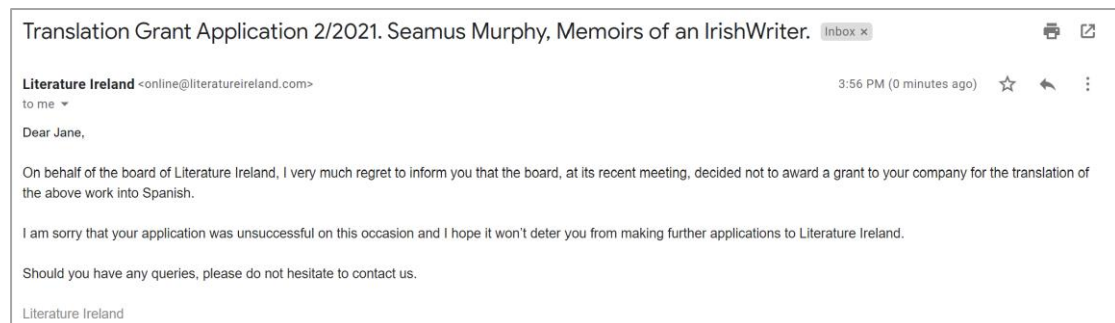 Translation Grant Application 2/2021. Seamus Murphy, Memoirs of an IrishWriter. Inbox x
Literature Ireland <online@literatureireland.com> 3:56 PM (0 minutes ago)
to me
Dear Jane,
On behalf of the board of Literature Ireland, I very much regret to inform you that the board, at its recent meeting, decided not to award a grant to your company for the translation of
the above work into Spanish.
I am sorry that your application was unsuccessful on this occasion and I hope it won't deter you from making further applications to Literature Ireland.
Should you have any queries, please do not hesitate to contact us.
Literature Ireland